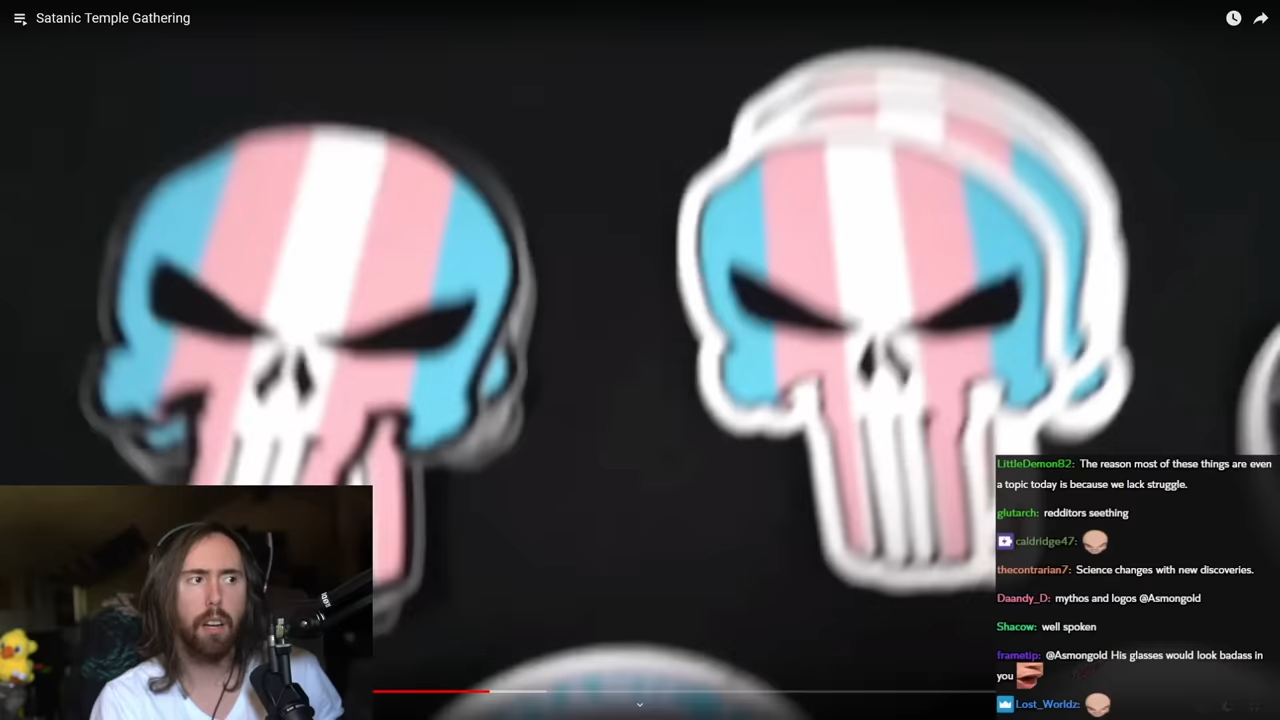 Satanic Temple Gathering
LittleDemon82: The reason most of these things are even
a topic today is because we lack struggle.
glutarch: redditors seething
caldridge47:
thecontrarian7: Science changes with new discoveries.
Daandy_D: mythos and logos @Asmongold
Shacow: well spoken
frametip: @Asmongold His glasses would look badass in
you
Lost_Worldz: